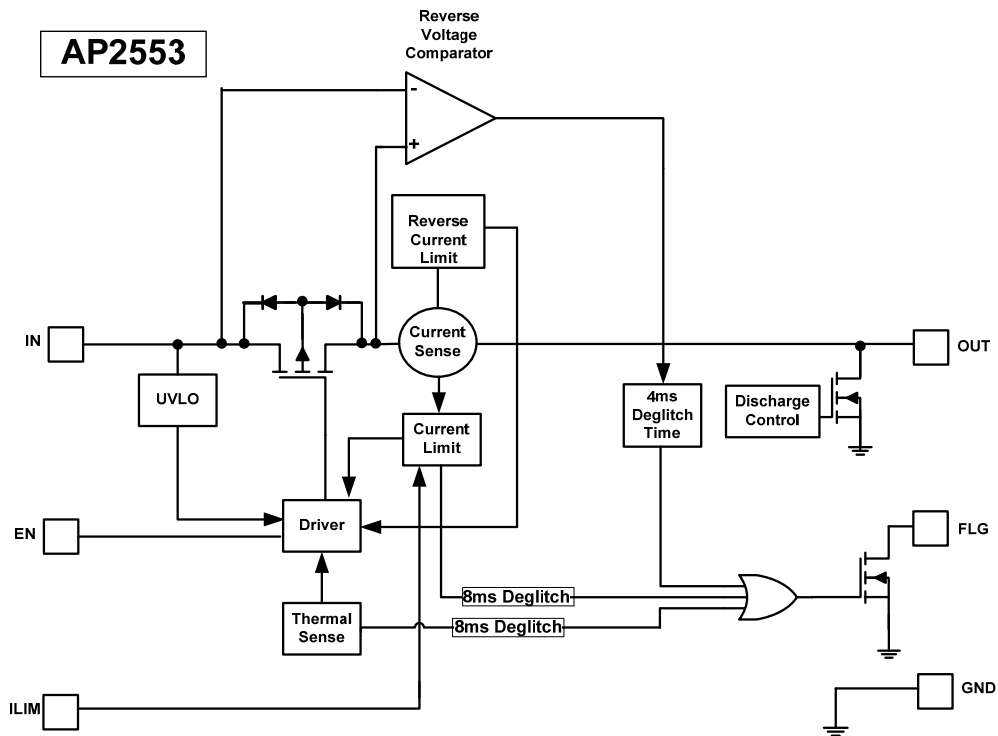 AP2553
Reverse
Voltage
Comparator
-
+
Reverse
Current
Limit
IN
Current
Sense
OUT
UVLO
4ms
Deglitch
Time
Discharge
Control
Current
Limit
EN
Driver
FLG
8ms Deglitch
Thermal
Sense
8ms Deglitch
ILIM
GND